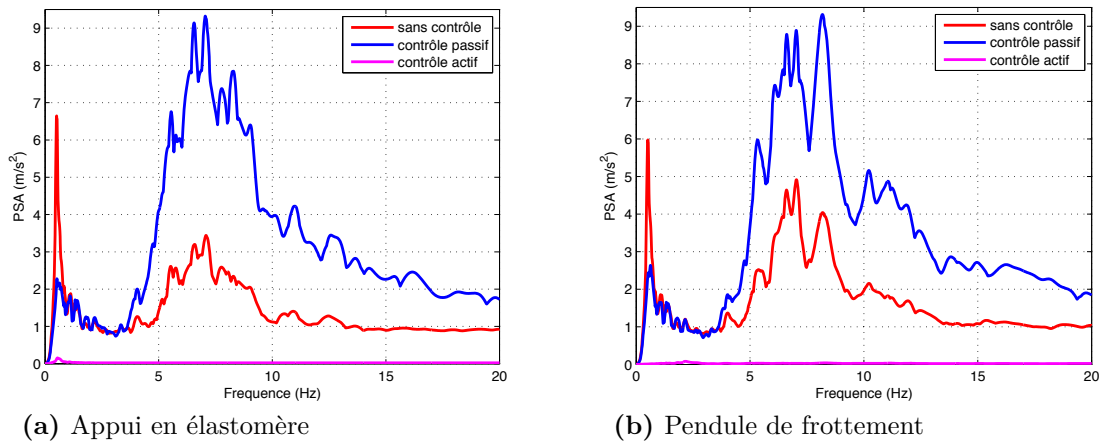 9
8
7
6
5
4
3
2
1
0
PSA (m/s²)
0 5 10 15 20
Frequence (Hz)
sans contrôle
contrôle passif
contrôle actif
(a) Appui en élastomère
9
8
7
6
5
4
3
2
1
0
PSA (m/s²)
0 5 10 15 20
Frequence (Hz)
sans contrôle
contrôle passif
contrôle actif
(b) Pendule de frottement